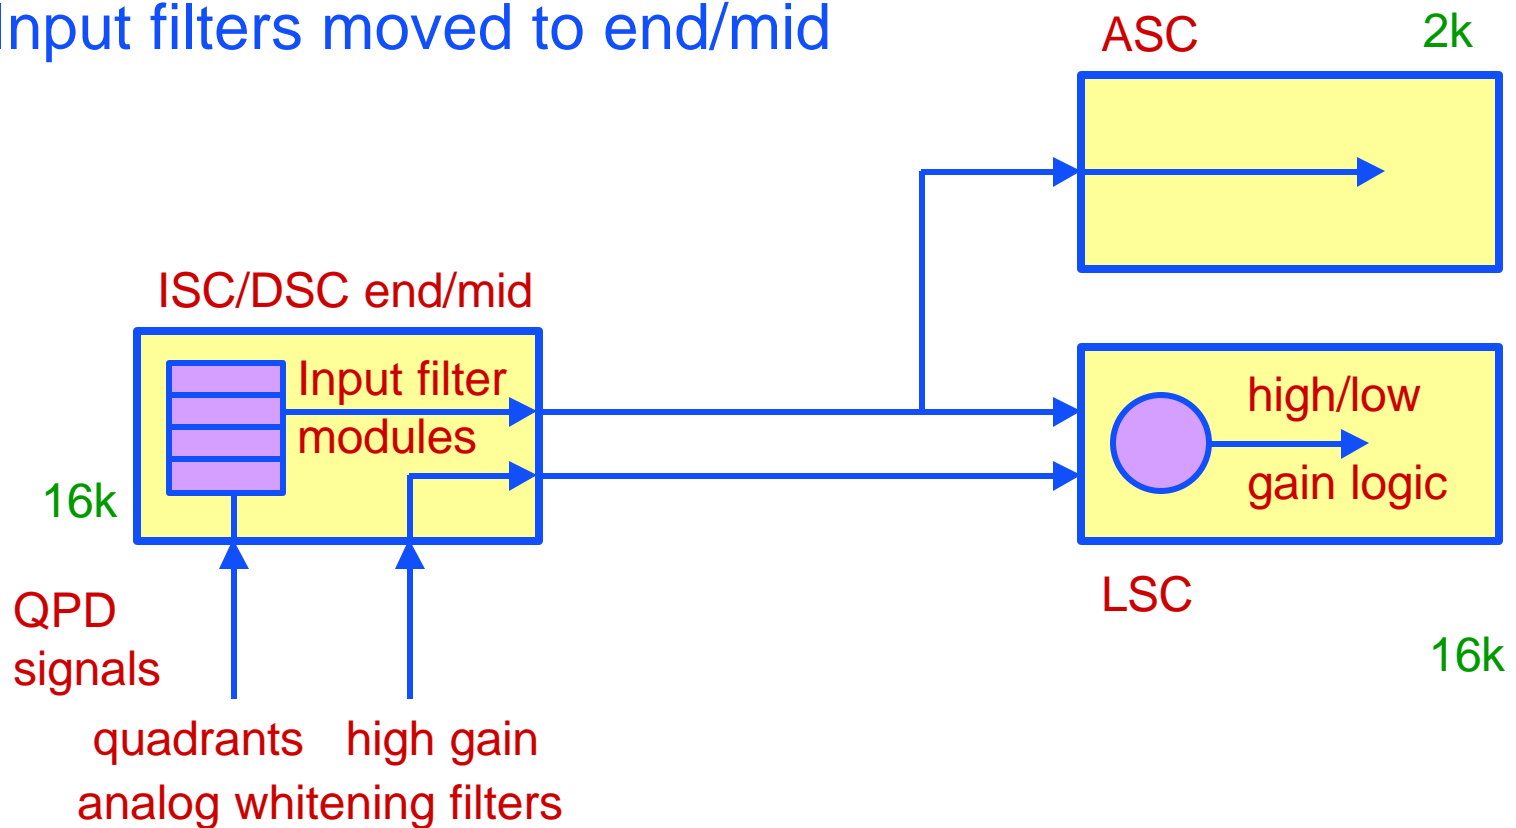 Input filters moved to end/mid
ASC
2k
ISC/DSC end/mid
Input filter
modules
16k
high/low
gain logic
LSC
16k
QPD
signals
quadrants high gain
analog whitening filters